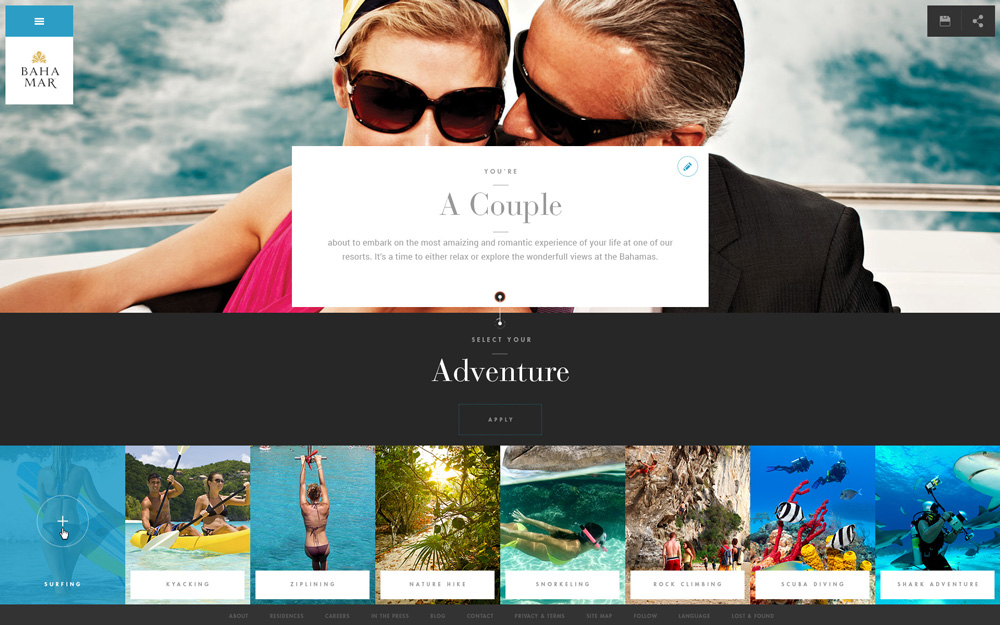 BAHA
MAR
YOU'RE
A Couple
about to embark on the most amaizing and romantic experience of your life at one of our
resorts. It's a time to either relax or explore the wonderfull views at the Bahamas.
SELECT YOUR
Adventure
APPLY
SURFING
KYACKING
ZIPLINING
NATURE HIKE
SNORKELING
ROCK CLIMBING
SCUBA DIVING
SHARK ADVENTURE
ABOUT RESIDENCES CAREERS IN THE PRESS BLOG CONTACT PRIVACY & TERMS SITE MAP FOLLOW LANGUAGE LOST & FOUND